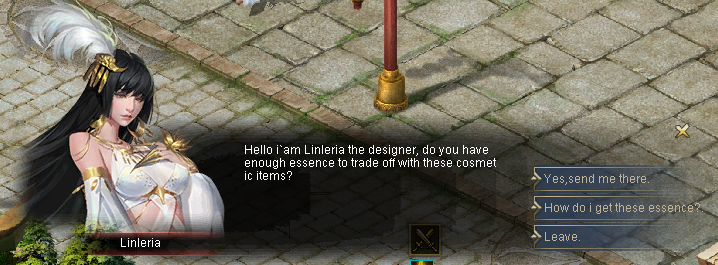 Hello i`am Linleria the designer, do you have
enough essence to trade off with these cosmet
ic items?
Yes,send me there.
How do i get these essence?
Leave.
Linleria